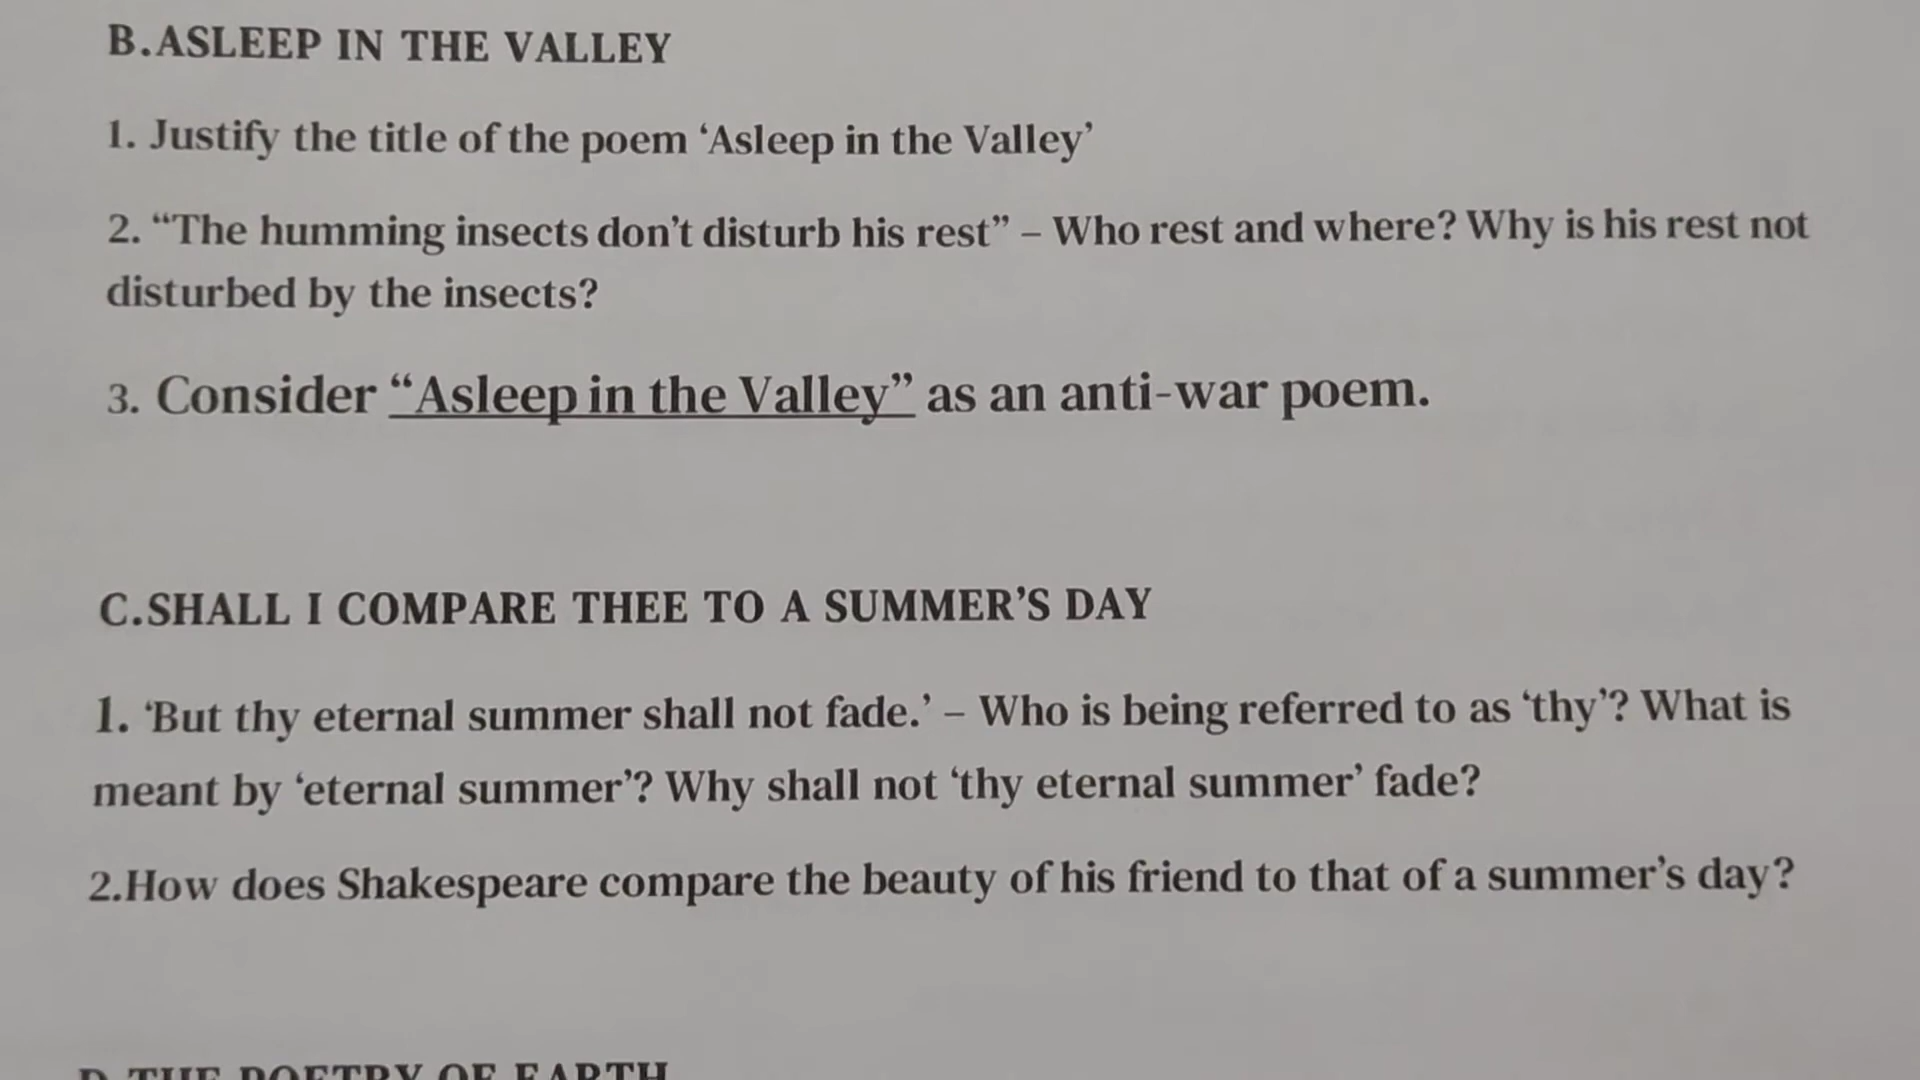 B.ASLEEP IN THE VALLEY
1. Justify the title of the poem ‘Asleep in the Valley’
2. “The humming insects don’t disturb his rest” – Who rest and where? Why is his rest not
disturbed by the insects?
3. Consider “Asleep in the Valley” as an anti-war poem.
C.SHALL I COMPARE THEE TO A SUMMER’S DAY
1. ‘But thy eternal summer shall not fade.’ – Who is being referred to as ‘thy’? What is
meant by ‘eternal summer’? Why shall not ‘thy eternal summer’ fade?
2.How does Shakespeare compare the beauty of his friend to that of a summer’s day?
D.THE POETRY OF EARTH